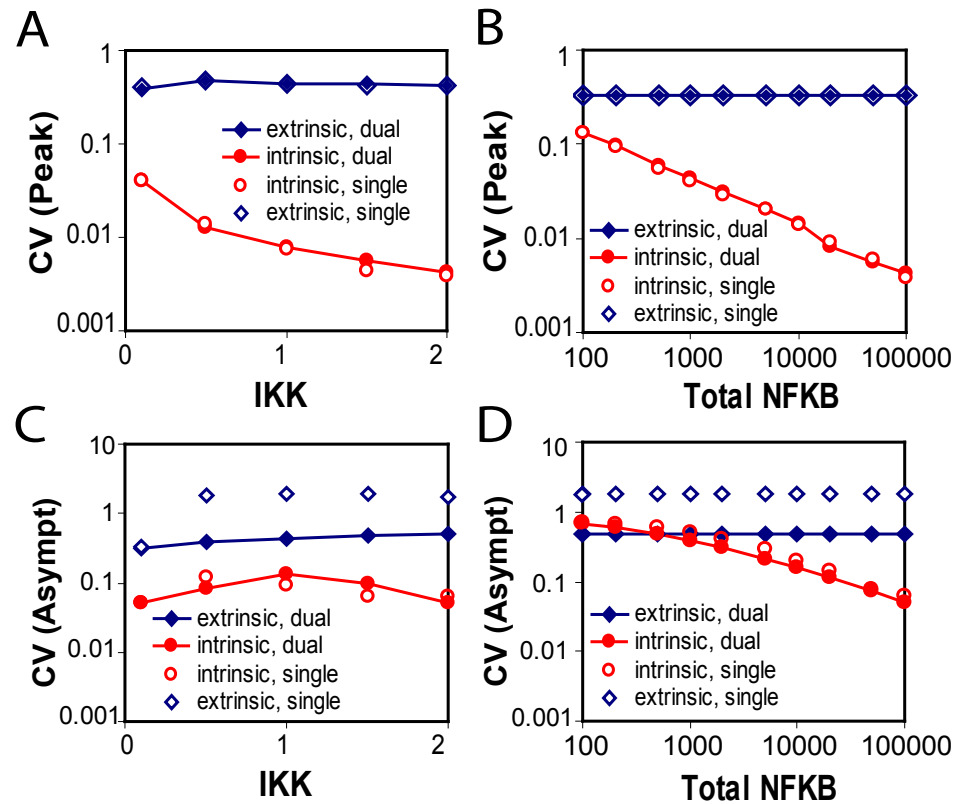 A
CV (Peak)
1
0.1
0.01
0.001
extrinsic, dual
intrinsic, dual
intrinsic, single
extrinsic, single
0 1 2
IKK
B
CV (Peak)
1
0.1
0.01
0.001
extrinsic, dual
intrinsic, dual
intrinsic, single
extrinsic, single
100 1000 10000 100000
Total NFKB
C
CV (Asympt)
10
1
0.1
0.01
0.001
extrinsic, dual
intrinsic, dual
intrinsic, single
extrinsic, single
0 1 2
IKK
D
CV (Asympt)
10
1
0.1
0.01
0.001
extrinsic, dual
intrinsic, dual
intrinsic, single
extrinsic, single
100 1000 10000 100000
Total NFKB